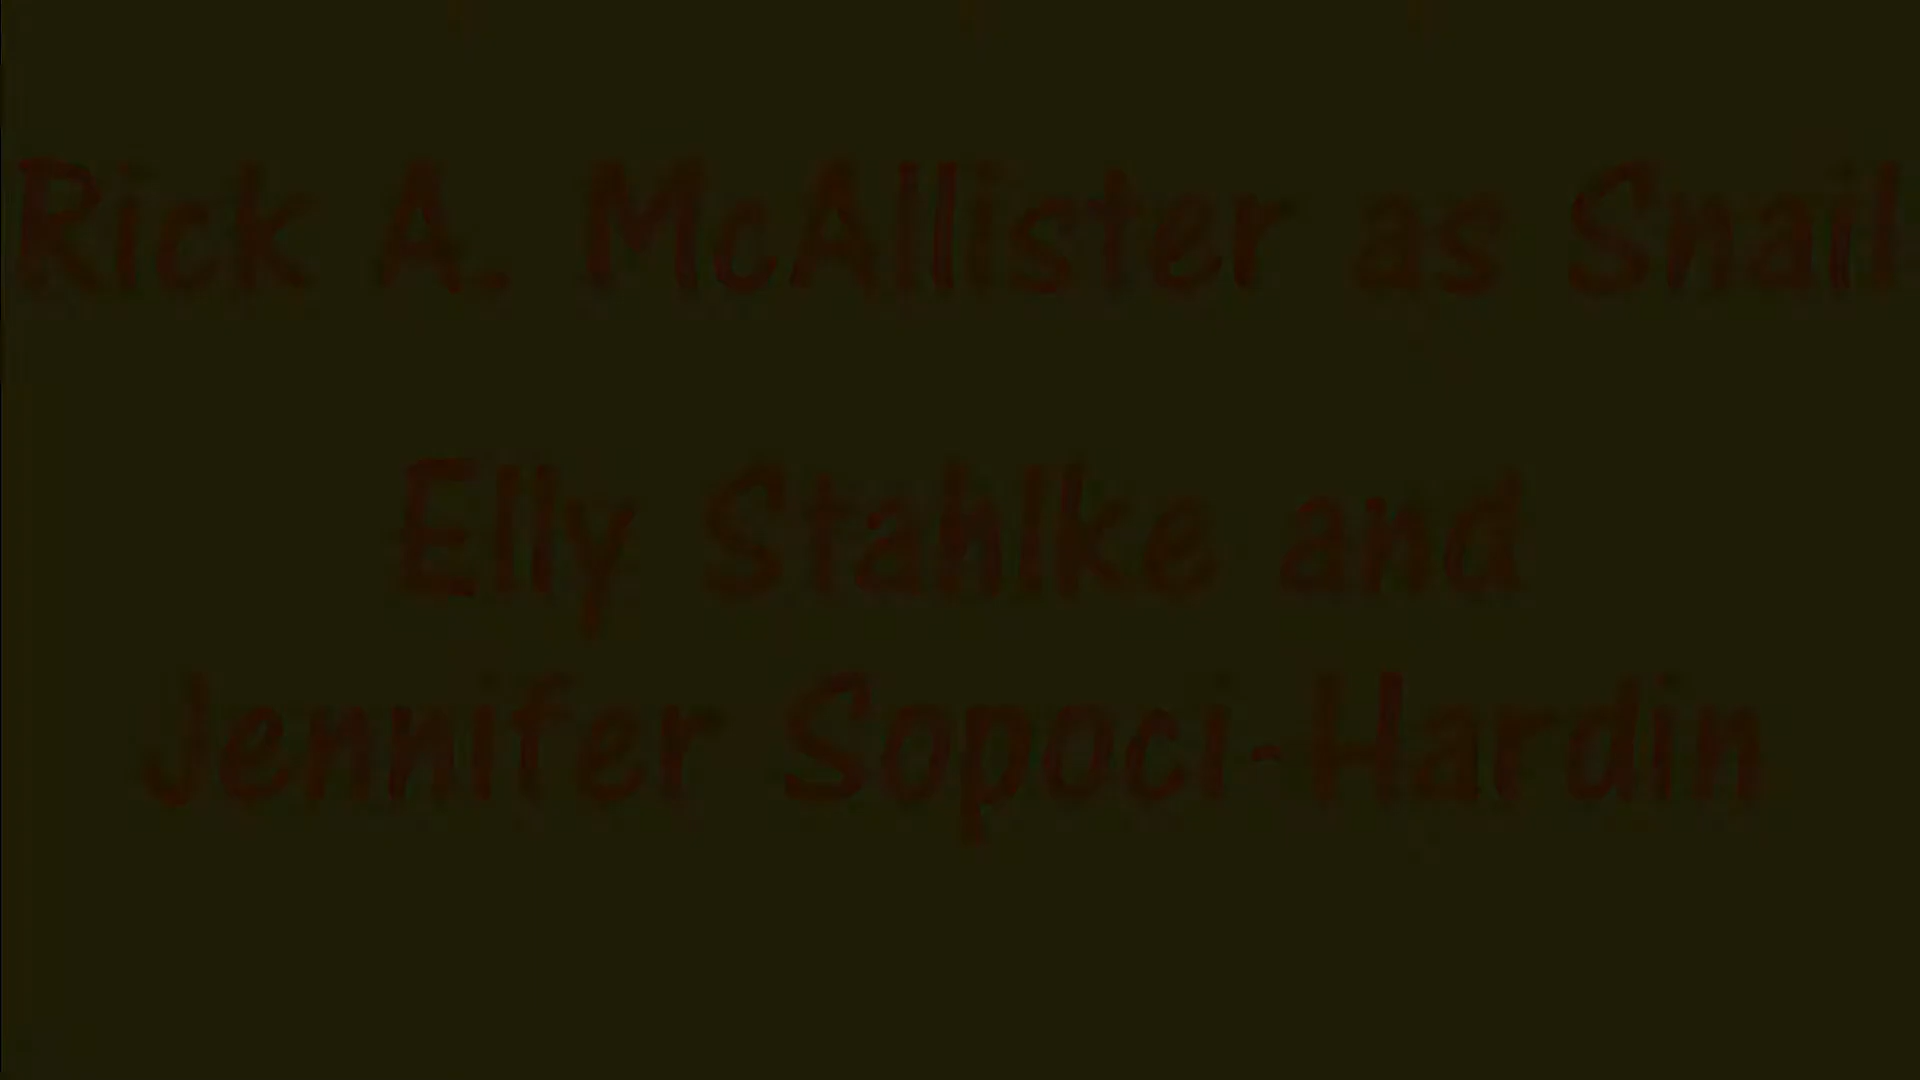 Rick A. McAllister as Snail
Elly Stahlke and
Jennifer Sopoci-Hardin